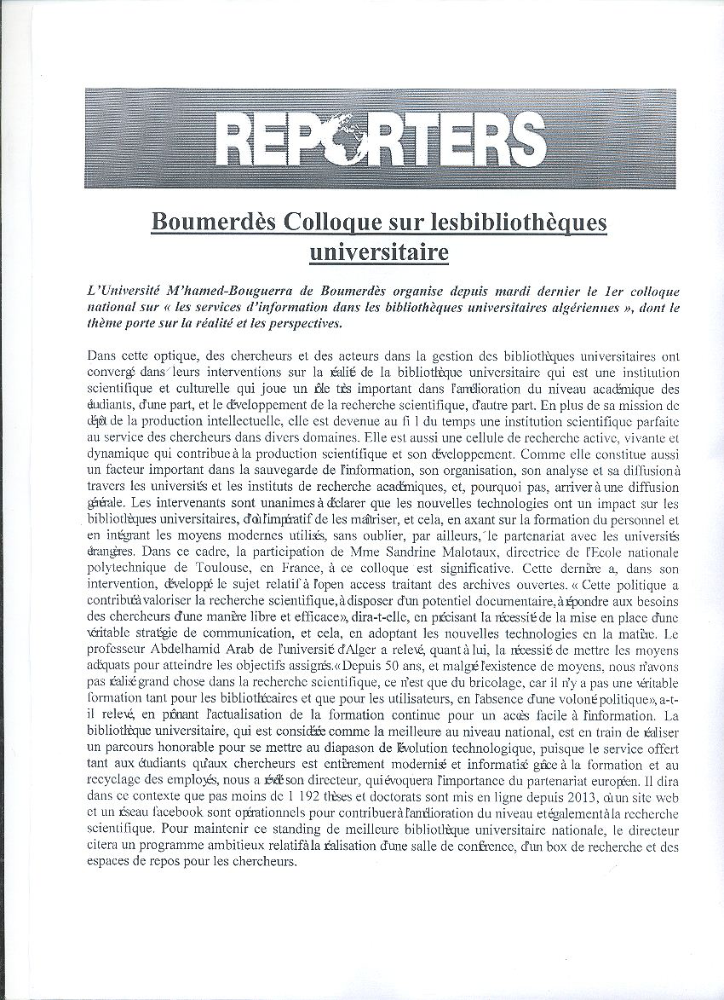 REPORTERS
Boumerdès Colloque sur lesbibliothèques
universitaire
L'Université M'hamed-Bouguerra de Boumerdès organise depuis mardi dernier le 1er colloque
national sur « les services d'information dans les bibliothèques universitaires algériennes », dont le
thème porte sur la réalité et les perspectives.
Dans cette optique, des chercheurs et des acteurs dans la gestion des bibliothèques universitaires ont
convergé dans leurs interventions sur la réalité de la bibliothèque universitaire qui est une institution
scientifique et culturelle qui joue un rôle très important dans l'amélioration du niveau académique des
étudiants, d'une part, et le développement de la recherche scientifique, d'autre part. En plus de sa mission de
dépôt de la production intellectuelle, elle est devenue au fi l du temps une institution scientifique parfaite
au service des chercheurs dans divers domaines. Elle est aussi une cellule de recherche active, vivante et
dynamique qui contribue à la production scientifique et son développement. Comme elle constitue aussi
un facteur important dans la sauvegarde de l'information, son organisation, son analyse et sa diffusion à
travers les universités et les instituts de recherche académiques, et, pourquoi pas, arriver à une diffusion
générale. Les intervenants sont unanimes à déclarer que les nouvelles technologies ont un impact sur les
bibliothèques universitaires, d'où l'impératif de les maîtriser, et cela, en axant sur la formation du personnel et
en intégrant les moyens modernes utilisés, sans oublier, par ailleurs, le partenariat avec les universités
étrangères. Dans ce cadre, la participation de Mme Sandrine Malotaux, directrice de l'Ecole nationale
polytechnique de Toulouse, en France, à ce colloque est significative. Cette dernière a, dans son
intervention, développé le sujet relatif à l'open access traitant des archives ouvertes. « Cette politique a
contribué à valoriser la recherche scientifique, à disposer d'un potentiel documentaire, à répondre aux besoins
des chercheurs d'une manière libre et efficace», dira-t-elle, en précisant la nécessité de la mise en place d'une
véritable stratégie de communication, et cela, en adoptant les nouvelles technologies en la matière. Le
professeur Abdelhamid Arab de l'université d'Alger a relevé, quant à lui, la nécessité de mettre les moyens
adéquats pour atteindre les objectifs assignés.«Depuis 50 ans, et malgré l'existence de moyens, nous n'avons
pas réalisé grand chose dans la recherche scientifique, ce n'est que du bricolage, car il n'y a pas une véritable
formation tant pour les bibliothécaires et que pour les utilisateurs, en l'absence d'une volonté politique», a-t-
il relevé, en prônant l'actualisation de la formation continue pour un accès facile à l'information. La
bibliothèque universitaire, qui est considérée comme la meilleure au niveau national, est en train de réaliser
un parcours honorable pour se mettre au diapason de l'évolution technologique, puisque le service offert
tant aux étudiants qu'aux chercheurs est entièrement modernisé et informatisé grâce à la formation et au
recyclage des employés, nous a révélé son directeur, qui évoquera l'importance du partenariat européen. Il dira
dans ce contexte que pas moins de 1 192 thèses et doctorats sont mis en ligne depuis 2013, où un site web
et un réseau facebook sont opérationnels pour contribuer à l'amélioration du niveau et également à la recherche
scientifique. Pour maintenir ce standing de meilleure bibliothèque universitaire nationale, le directeur
citera un programme ambitieux relatif à la réalisation d'une salle de conférence, d'un box de recherche et des
espaces de repos pour les chercheurs.